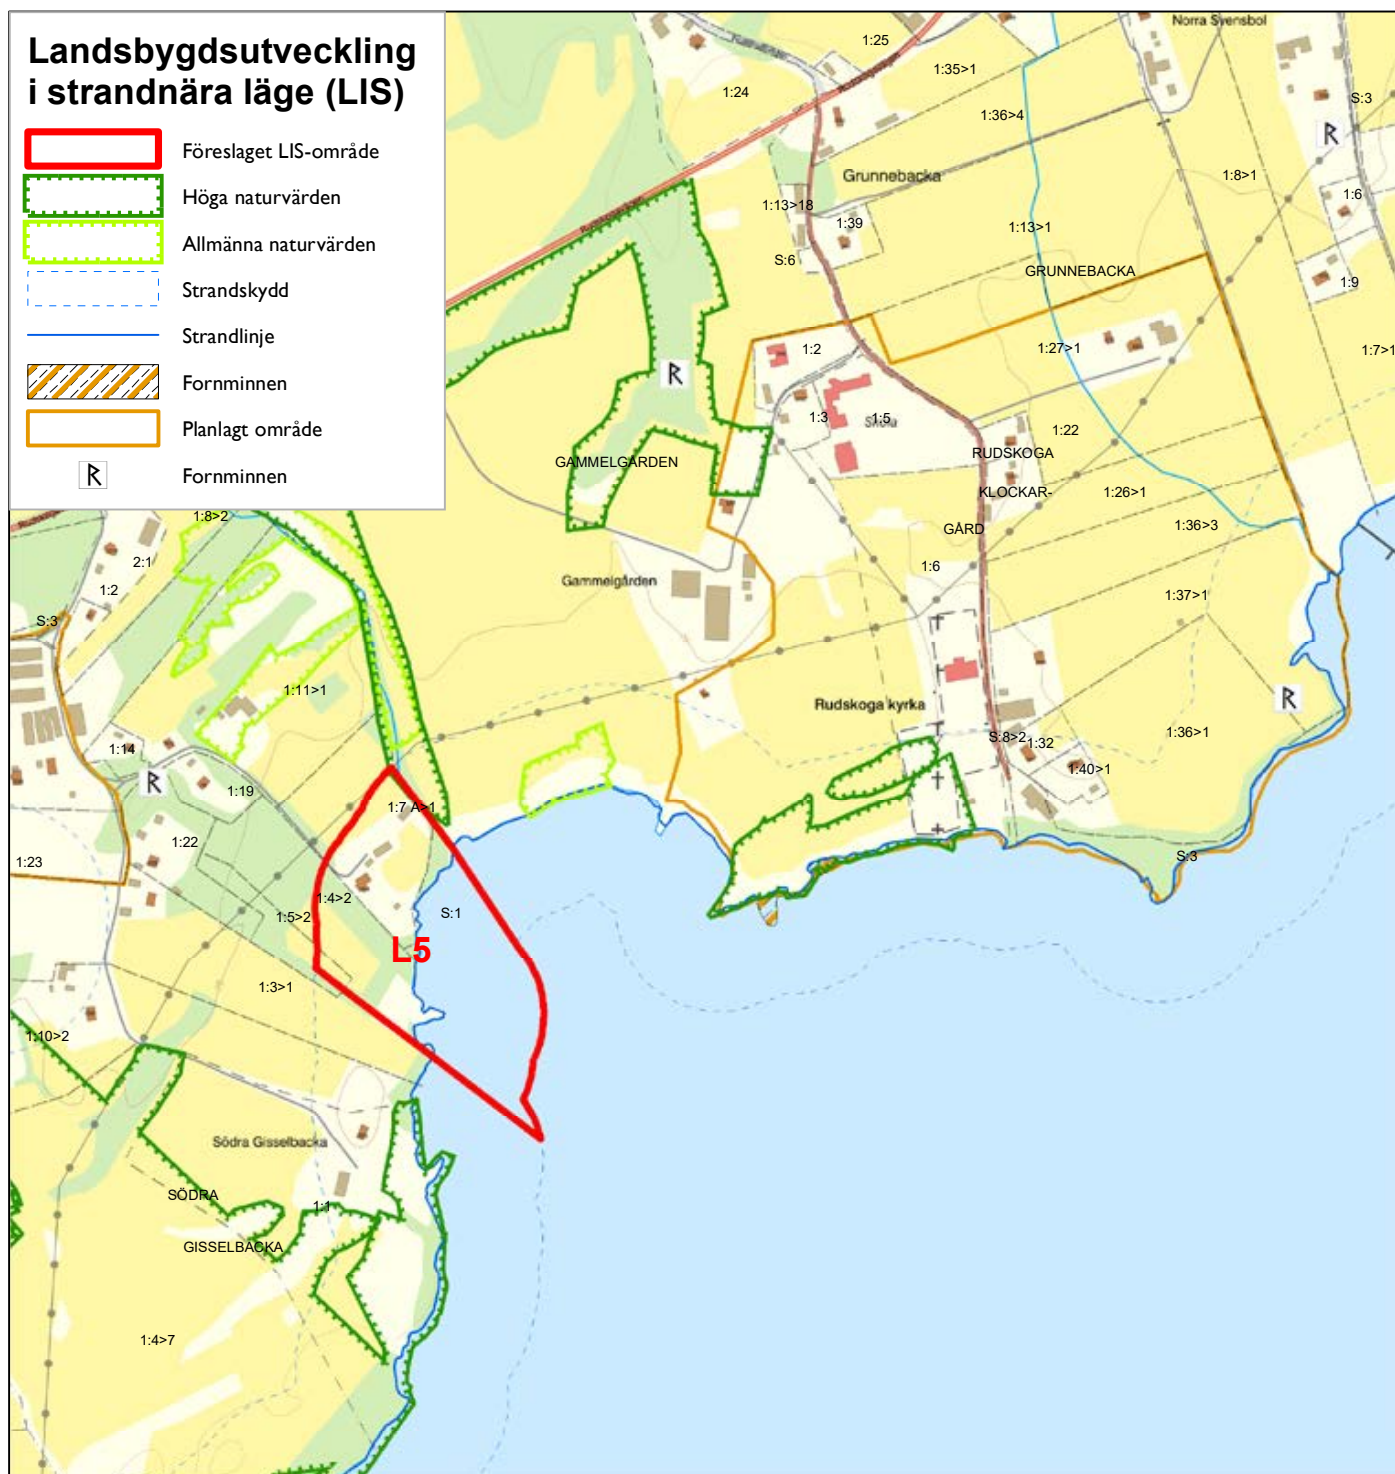 Landsbygdsutveckling
i strandnära läge (LIS)
Föreslaget LIS-område
Höga naturvärden
Allmänna naturvärden
Strandskydd
Strandlinje
Fornminnen
Planlagt område
Fornminnen
Norra Svensbol
1:25
1:35>1
1:24
1:36>4
S:3
Grunnebacka
1:8>1
1:6
1:13>18
1:39
1:13>1
S:6
GRUNNEBACKA
1:9
1:2
1:27>1
1:7>1
1:3
Skola
1:5
1:22
RUDSKOGA
GAMMELGÅRDEN
KLOCKAR-
1:26>1
1:8>2
1:36>3
GÅRD
2:1
1:2
Gammelgården
1:6
1:37>1
S:3
1:11>1
Rudskoga kyrka
1:36>1
S:8>2
1:32
1:14
1:40>1
1:19
1:7 A>1
1:22
1:23
S:3
1:4>2
1:5>2
S:1
L5
1:3>1
1:10>2
Södra Gisselbacka
SÖDRA
1:1
GISSELBACKA
1:4>7